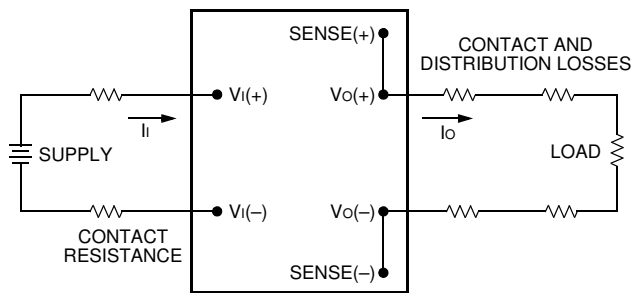 SENSE(+)
CONTACT AND
DISTRIBUTION LOSSES
VI(+)
VO(+)
II
IO
SUPPLY
LOAD
VI(–)
VO(–)
CONTACT
RESISTANCE
SENSE(–)